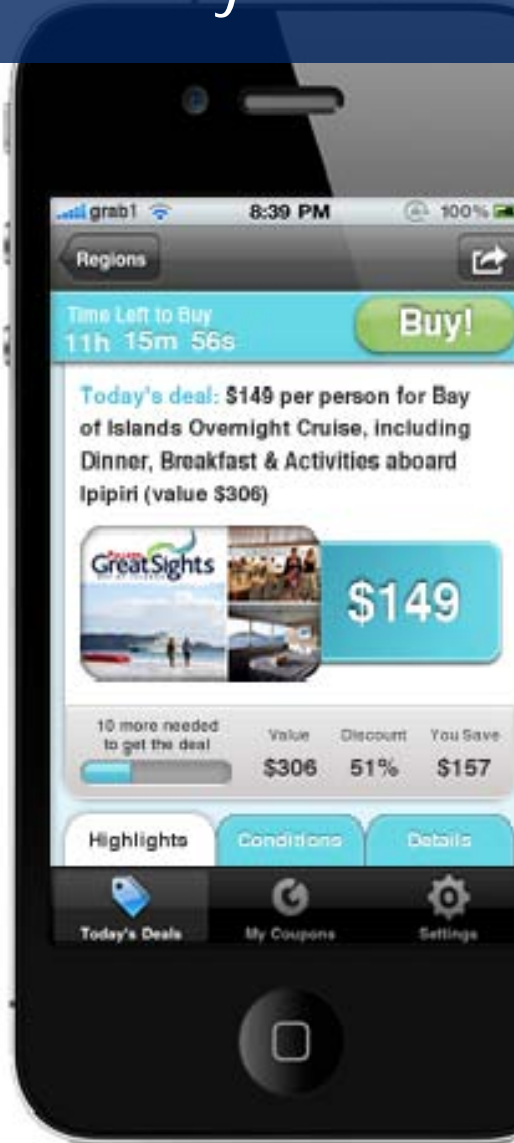 grab1 8:39 PM 100%
Regions
Time Left to Buy
11h 15m 56s
Buy!
Today's deal: $149 per person for Bay
of Islands Overnight Cruise, including
Dinner, Breakfast & Activities aboard
Ipipiri (value $306)
GreatSights
$149
10 more needed
to get the deal
Value Discount You Save
$306 51% $157
Highlights Conditions Details
Today's Deals My Coupons Settings